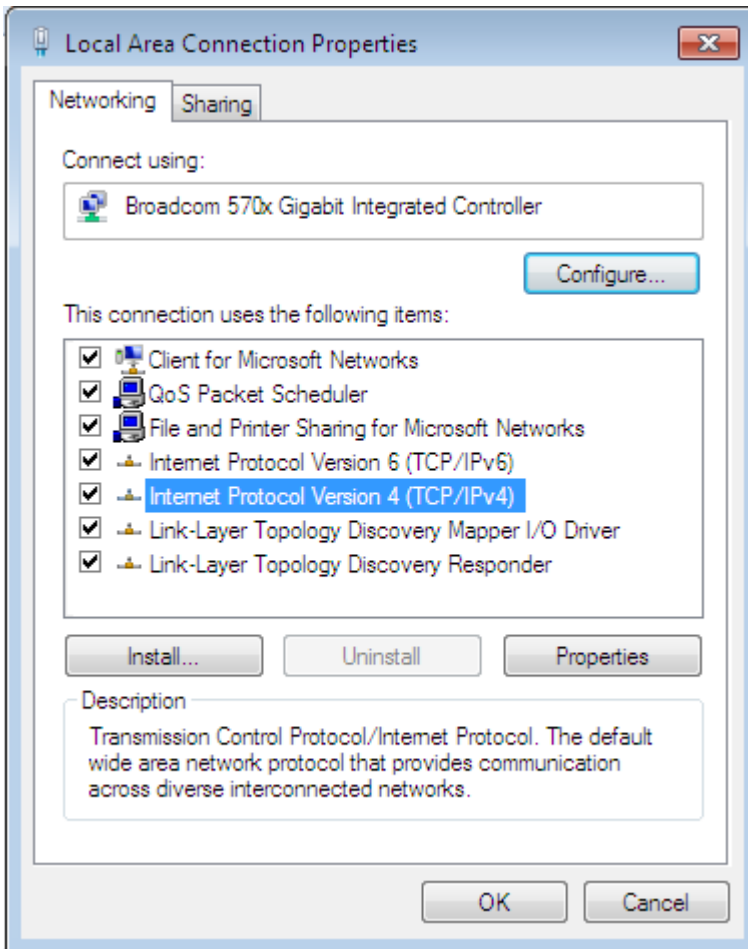 Local Area Connection Properties
Networking
Sharing
Connect using:
Broadcom 570x Gigabit Integrated Controller
Configure...
This connection uses the following items:
Client for Microsoft Networks
QoS Packet Scheduler
File and Printer Sharing for Microsoft Networks
Internet Protocol Version 6 (TCP/IPv6)
Internet Protocol Version 4 (TCP/IPv4)
Link-Layer Topology Discovery Mapper I/O Driver
Link-Layer Topology Discovery Responder
Install...
Uninstall
Properties
Description
Transmission Control Protocol/Internet Protocol. The default
wide area network protocol that provides communication
across diverse interconnected networks.
OK
Cancel